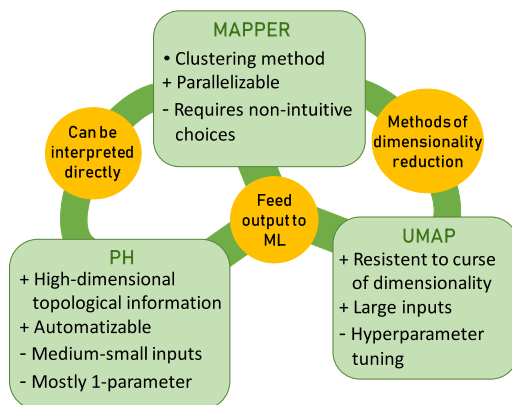 MAPPER
• Clustering method
+ Parallelizable
- Requires non-intuitive
choices
Can be
interpreted
directly
Methods of
dimensionality
reduction
Feed
output to
ML
PH
+ High-dimensional
topological information
+ Automatizable
- Medium-small inputs
- Mostly 1-parameter
UMAP
+ Resistent to curse
of dimensionality
+ Large inputs
- Hyperparameter
tuning